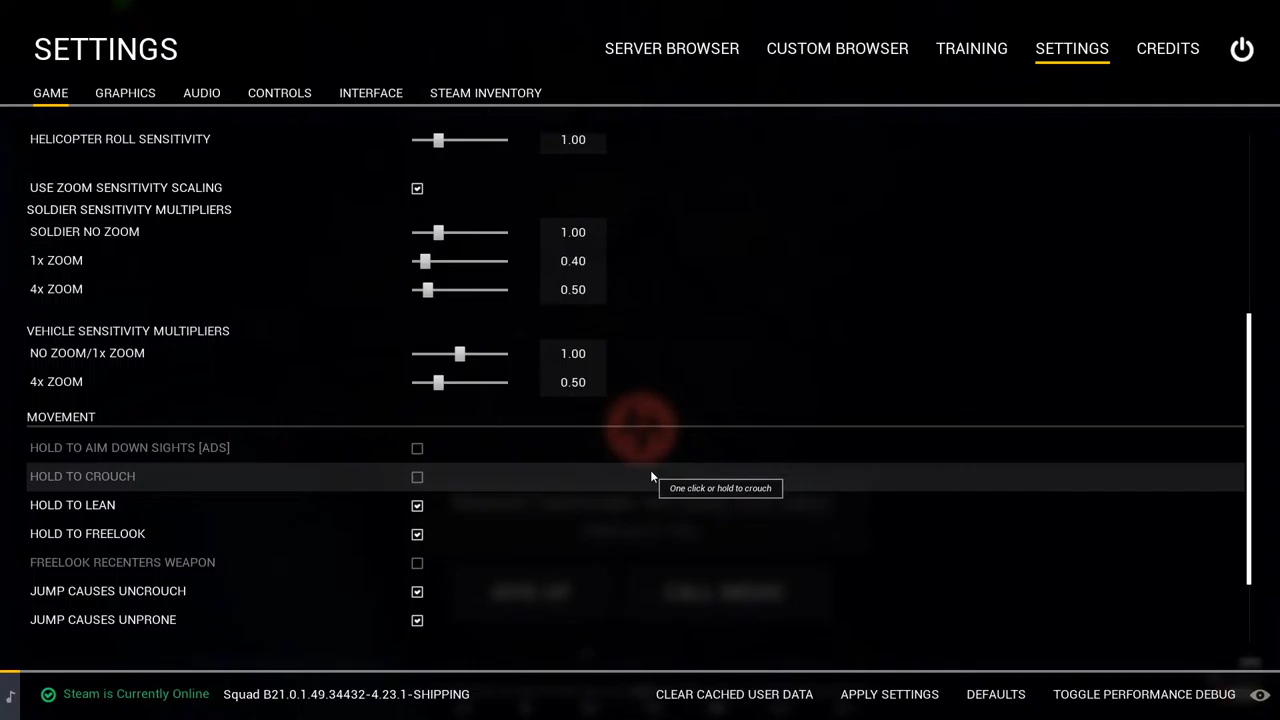 SETTINGS
SERVER BROWSER CUSTOM BROWSER TRAINING SETTINGS CREDITS
GAME GRAPHICS AUDIO CONTROLS INTERFACE STEAM INVENTORY
HELICOPTER ROLL SENSITIVITY 1.00
USE ZOOM SENSITIVITY SCALING
SOLDIER SENSITIVITY MULTIPLIERS
SOLDIER NO ZOOM 1.00
1x ZOOM 0.40
4x ZOOM 0.50
VEHICLE SENSITIVITY MULTIPLIERS
NO ZOOM/1x ZOOM 1.00
4x ZOOM 0.50
MOVEMENT
HOLD TO AIM DOWN SIGHTS [ADS]
HOLD TO CROUCH
One click or hold to crouch
HOLD TO LEAN
HOLD TO FREELOOK
FREELOOK RECENTERS WEAPON
JUMP CAUSES UNCROUCH
JUMP CAUSES UNPRONE
GIVE UP CALL MEDIC
Steam is Currently Online Squad B21.0.1.49.34432-4.23.1-SHIPPING CLEAR CACHED USER DATA APPLY SETTINGS DEFAULTS TOGGLE PERFORMANCE DEBUG